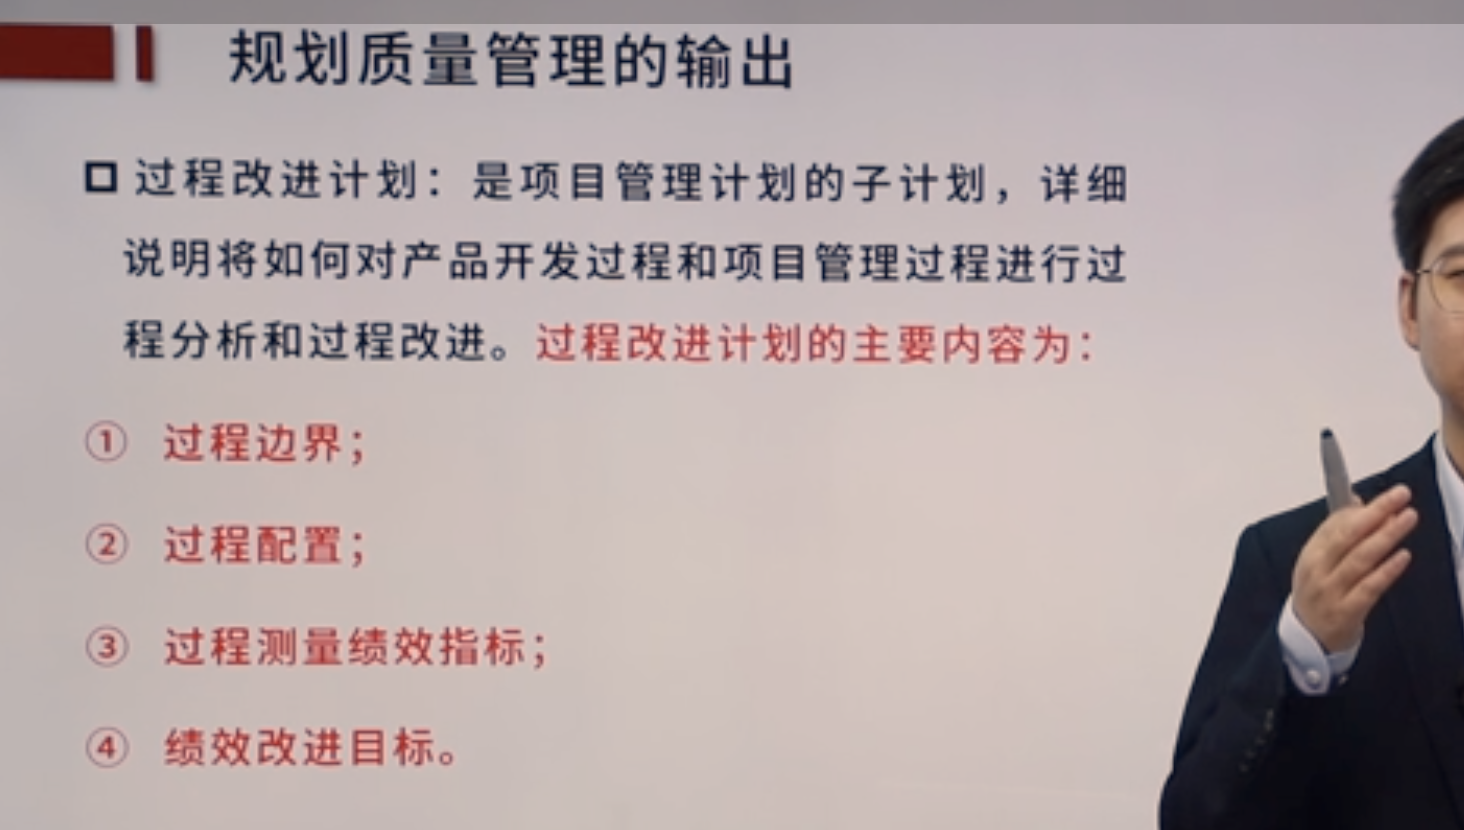 规划质量管理的输出
过程改进计划：是项目管理计划的子计划，详细
说明将如何对产品开发过程和项目管理过程进行过
程分析和过程改进。过程改进计划的主要内容为：
① 过程边界；
② 过程配置；
③ 过程测量绩效指标；
④ 绩效改进目标。